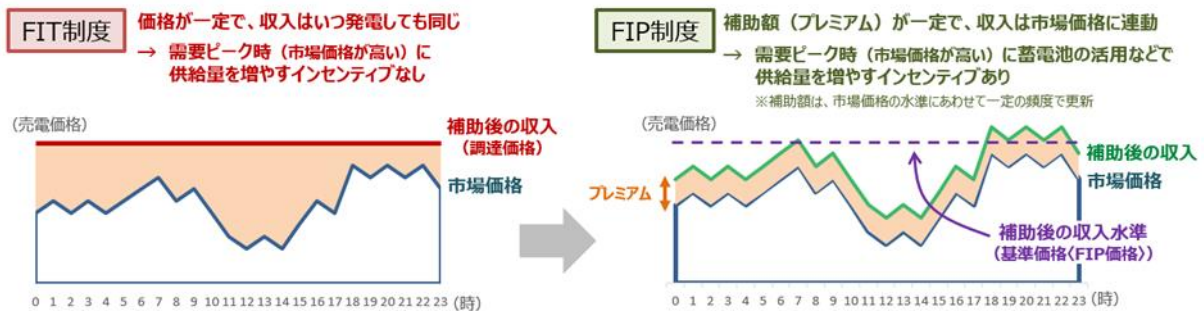 FIT制度
価格が一定で、収入はいつ発電しても同じ
→ 需要ピーク時（市場価格が高い）に
供給量を増やすインセンティブなし
（売電価格）
補助後の収入
（調達価格）
市場価格
0 1 2 3 4 5 6 7 8 9 10 11 12 13 14 15 16 17 18 19 20 21 22 23 (時)
FIP制度
補助額（プレミアム）が一定で、収入は市場価格に連動
→ 需要ピーク時（市場価格が高い）に蓄電池の活用などで
供給量を増やすインセンティブあり
※補助額は、市場価格の水準にあわせて一定の頻度で更新
（売電価格）
補助後の収入
市場価格
プレミアム
補助後の収入水準
（基準価格〈FIP価格〉）
0 1 2 3 4 5 6 7 8 9 10 11 12 13 14 15 16 17 18 19 20 21 22 23 (時)